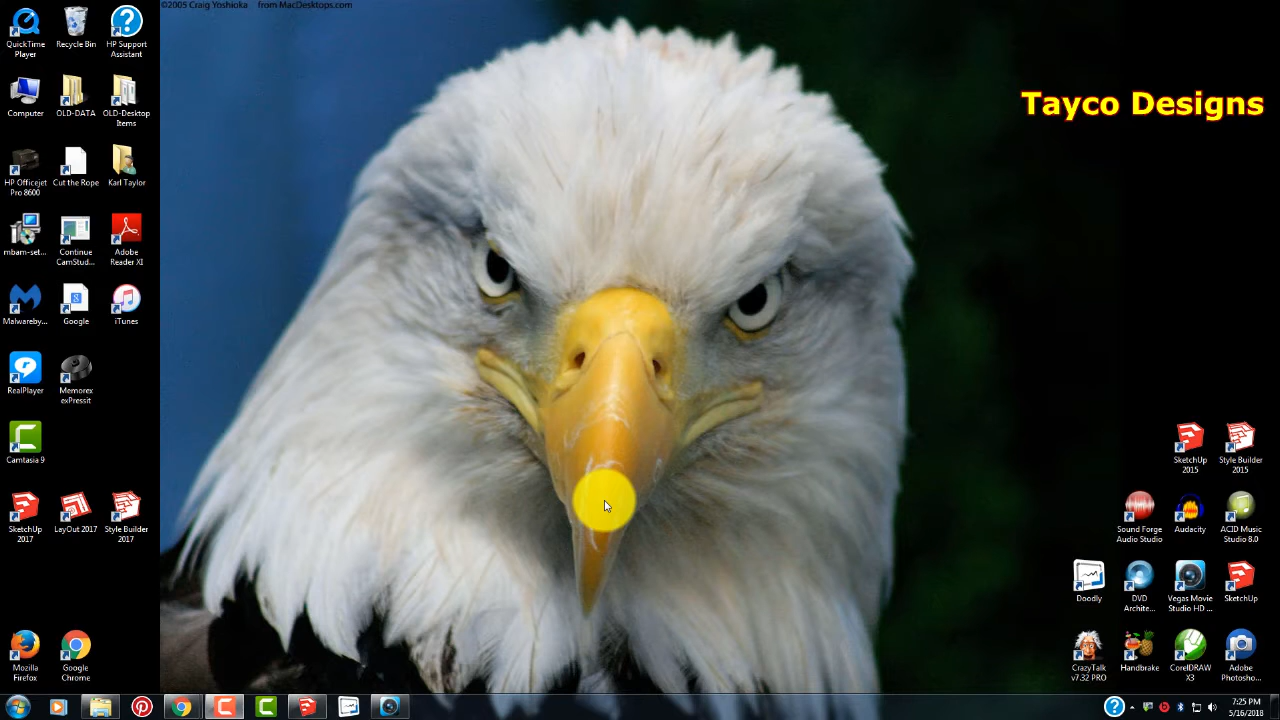 ©2005 Craig Yoshioka from MacDesktops.com
Tayco Designs
QuickTime
Player
Recycle Bin
HP Support
Assistant
Computer
OLD-DATA
OLD-Desktop
Items
HP Officejet
Pro 8600
Cut the Rope
Karl Taylor
mbam-set...
Continue
CamStud...
Adobe
Reader XI
Malwareby...
Google
iTunes
RealPlayer
Memorex
exPressit
Camtasia 9
SketchUp
2017
LayOut 2017
Style Builder
2017
Mozilla
Firefox
Google
Chrome
SketchUp
2015
Style Builder
2015
Sound Forge
Audio Studio
Audacity
ACID Music
Studio 8.0
Doodly
DVD
Archite...
Vegas Movie
Studio HD ...
SketchUp
CrazyTalk
v7.32 PRO
Handbrake
CorelDRAW
X3
Adobe
Photosho...
7:25 PM
5/16/2018